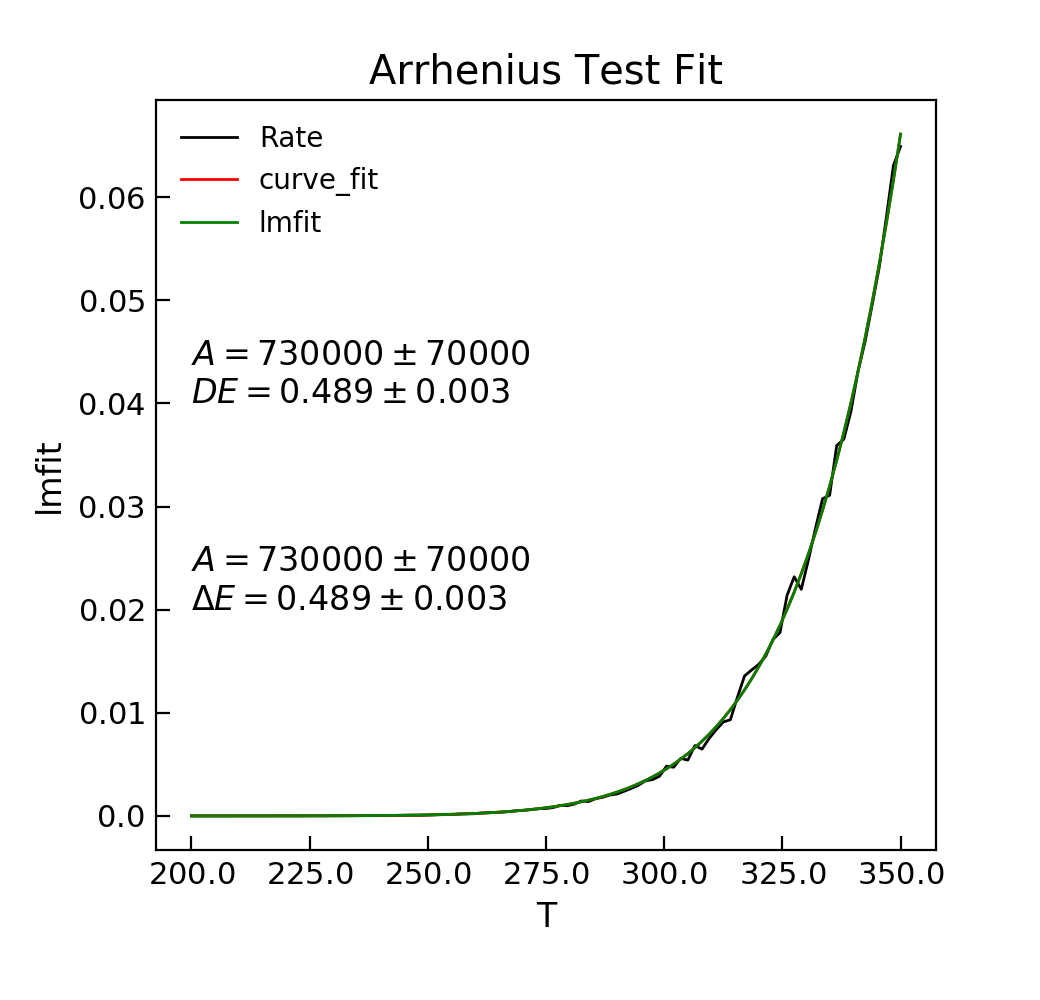 Arrhenius Test Fit
Rate
curve_fit
lmfit
0.06
0.05
0.04
0.03
0.02
0.01
0.0
lmfit
A = 730000 ± 70000
DE = 0.489 ± 0.003
A = 730000 ± 70000
ΔE = 0.489 ± 0.003
200.0 225.0 250.0 275.0 300.0 325.0 350.0
T